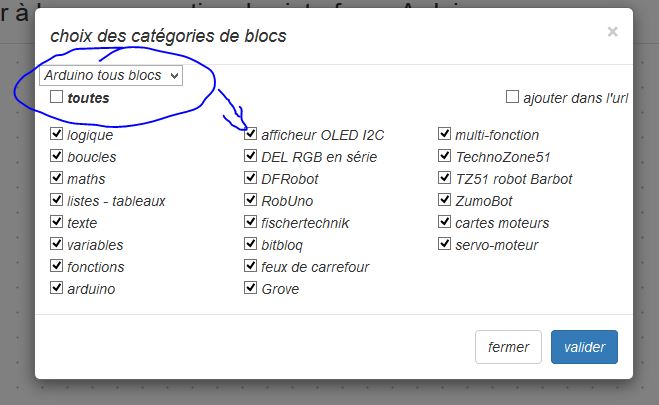 choix des catégories de blocs
×
Arduino tous blocs
toutes
ajouter dans l'url
logique
afficheur OLED I2C
multi-fonction
boucles
DEL RGB en série
TechnoZone51
maths
DFRobot
TZ51 robot Barbot
listes - tableaux
RobUno
ZumoBot
texte
fischertechnik
cartes moteurs
variables
bitbloq
servo-moteur
fonctions
feux de carrefour
arduino
Grove
fermer
valider